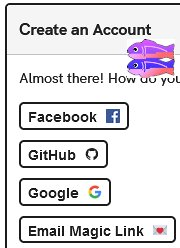 Create an Account
Almost there! How do you
Facebook
GitHub
Google
Email Magic Link